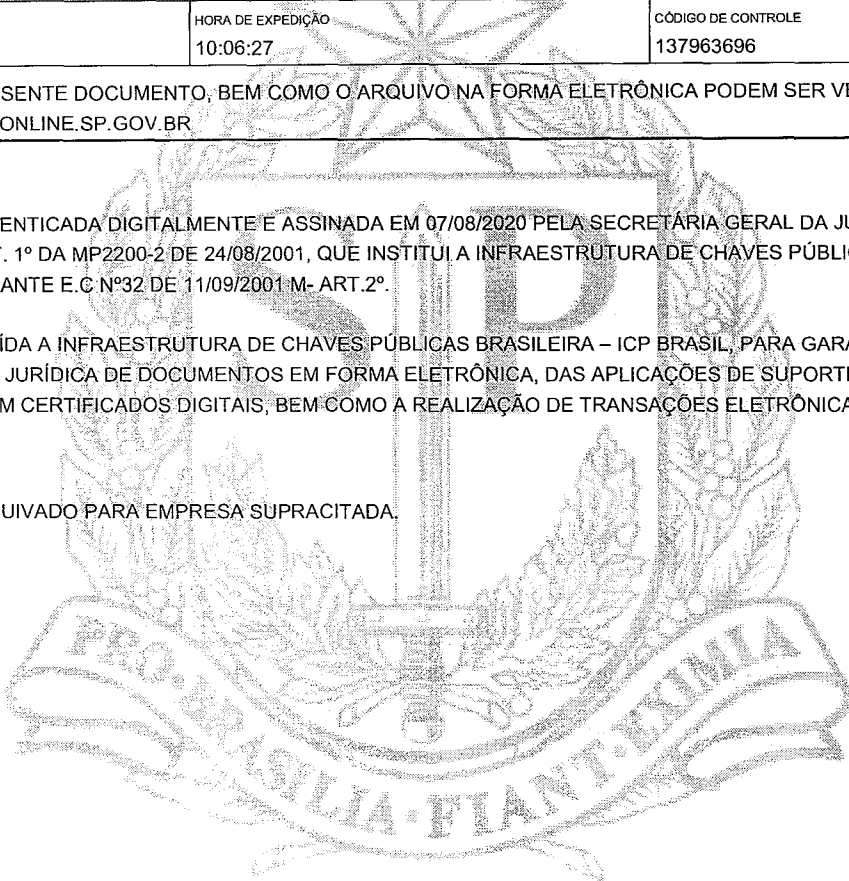 HORA DE EXPEDIÇÃO
10:06:27
CÓDIGO DE CONTROLE
137963696
SENTE DOCUMENTO, BEM COMO O ARQUIVO NA FORMA ELETRÔNICA PODEM SER VE
ONLINE.SP.GOV.BR
ENTICADA DIGITALMENTE E ASSINADA EM 07/08/2020 PELA SECRETÁRIA GERAL DA JU
T. 1º DA MP2200-2 DE 24/08/2001, QUE INSTITUI A INFRAESTRUTURA DE CHAVES PÚBLIC
ANTE E.C Nº32 DE 11/09/2001 M- ART.2º.
ÍDA A INFRAESTRUTURA DE CHAVES PÚBLICAS BRASILEIRA – ICP BRASIL, PARA GARA
JURÍDICA DE DOCUMENTOS EM FORMA ELETRÔNICA, DAS APLICAÇÕES DE SUPORTE
M CERTIFICADOS DIGITAIS, BEM COMO A REALIZAÇÃO DE TRANSAÇÕES ELETRÔNICA
UIVADO PARA EMPRESA SUPRACITADA.
SP
PRO·BRASILIA·FIANT·EXIMIA